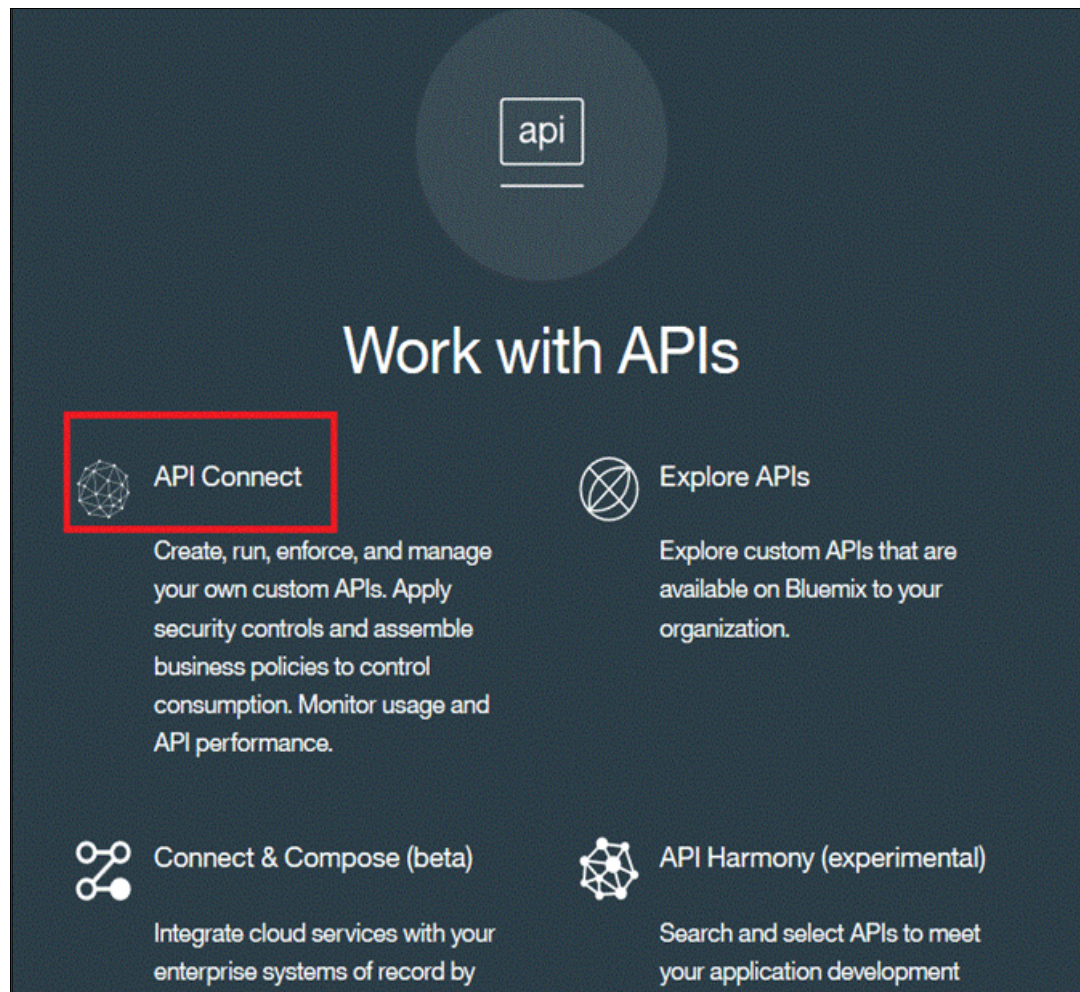 api
Work with APIs
API Connect
Create, run, enforce, and manage
your own custom APIs. Apply
security controls and assemble
business policies to control
consumption. Monitor usage and
API performance.
Explore APIs
Explore custom APIs that are
available on Bluemix to your
organization.
Connect & Compose (beta)
Integrate cloud services with your
enterprise systems of record by
API Harmony (experimental)
Search and select APIs to meet
your application development